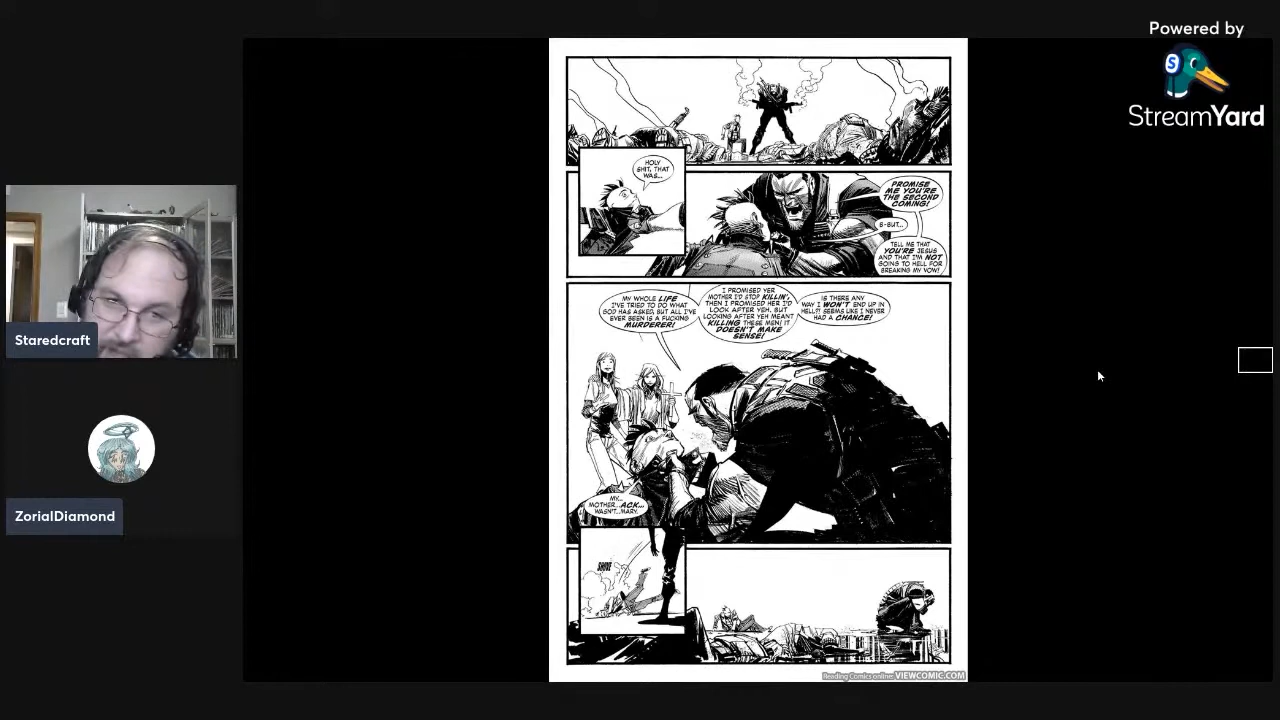 Powered by
StreamYard
HOLY
SHIT, THAT
WAS...
PROMISE
ME YOU'RE
THE SECOND
COMING!
B-BUT...
TELL ME THAT
YOU'RE JESUS
AND THAT I'M NOT
GOING TO HELL FOR
BREAKING MY VOW!
MY WHOLE LIFE
I'VE TRIED TO DO WHAT
GOD HAS ASKED, BUT ALL I'VE
EVER BEEN IS A FUCKING
MURDERER!
I PROMISED YER
MOTHER I'D STOP KILLIN',
THEN I PROMISED HER I'D
LOOK AFTER YEH. BUT
LOOKING AFTER YEH MEANT
KILLING THESE MEN! IT
DOESN'T MAKE
SENSE!
IS THERE ANY
WAY I WON'T END UP IN
HELL?! SEEMS LIKE I NEVER
HAD A CHANCE!
MY...
MOTHER...ACK...
WASN'T...MARY.
Staredcraft
ZorialDiamond
Reading Comics online: VIEWCOMIC.COM